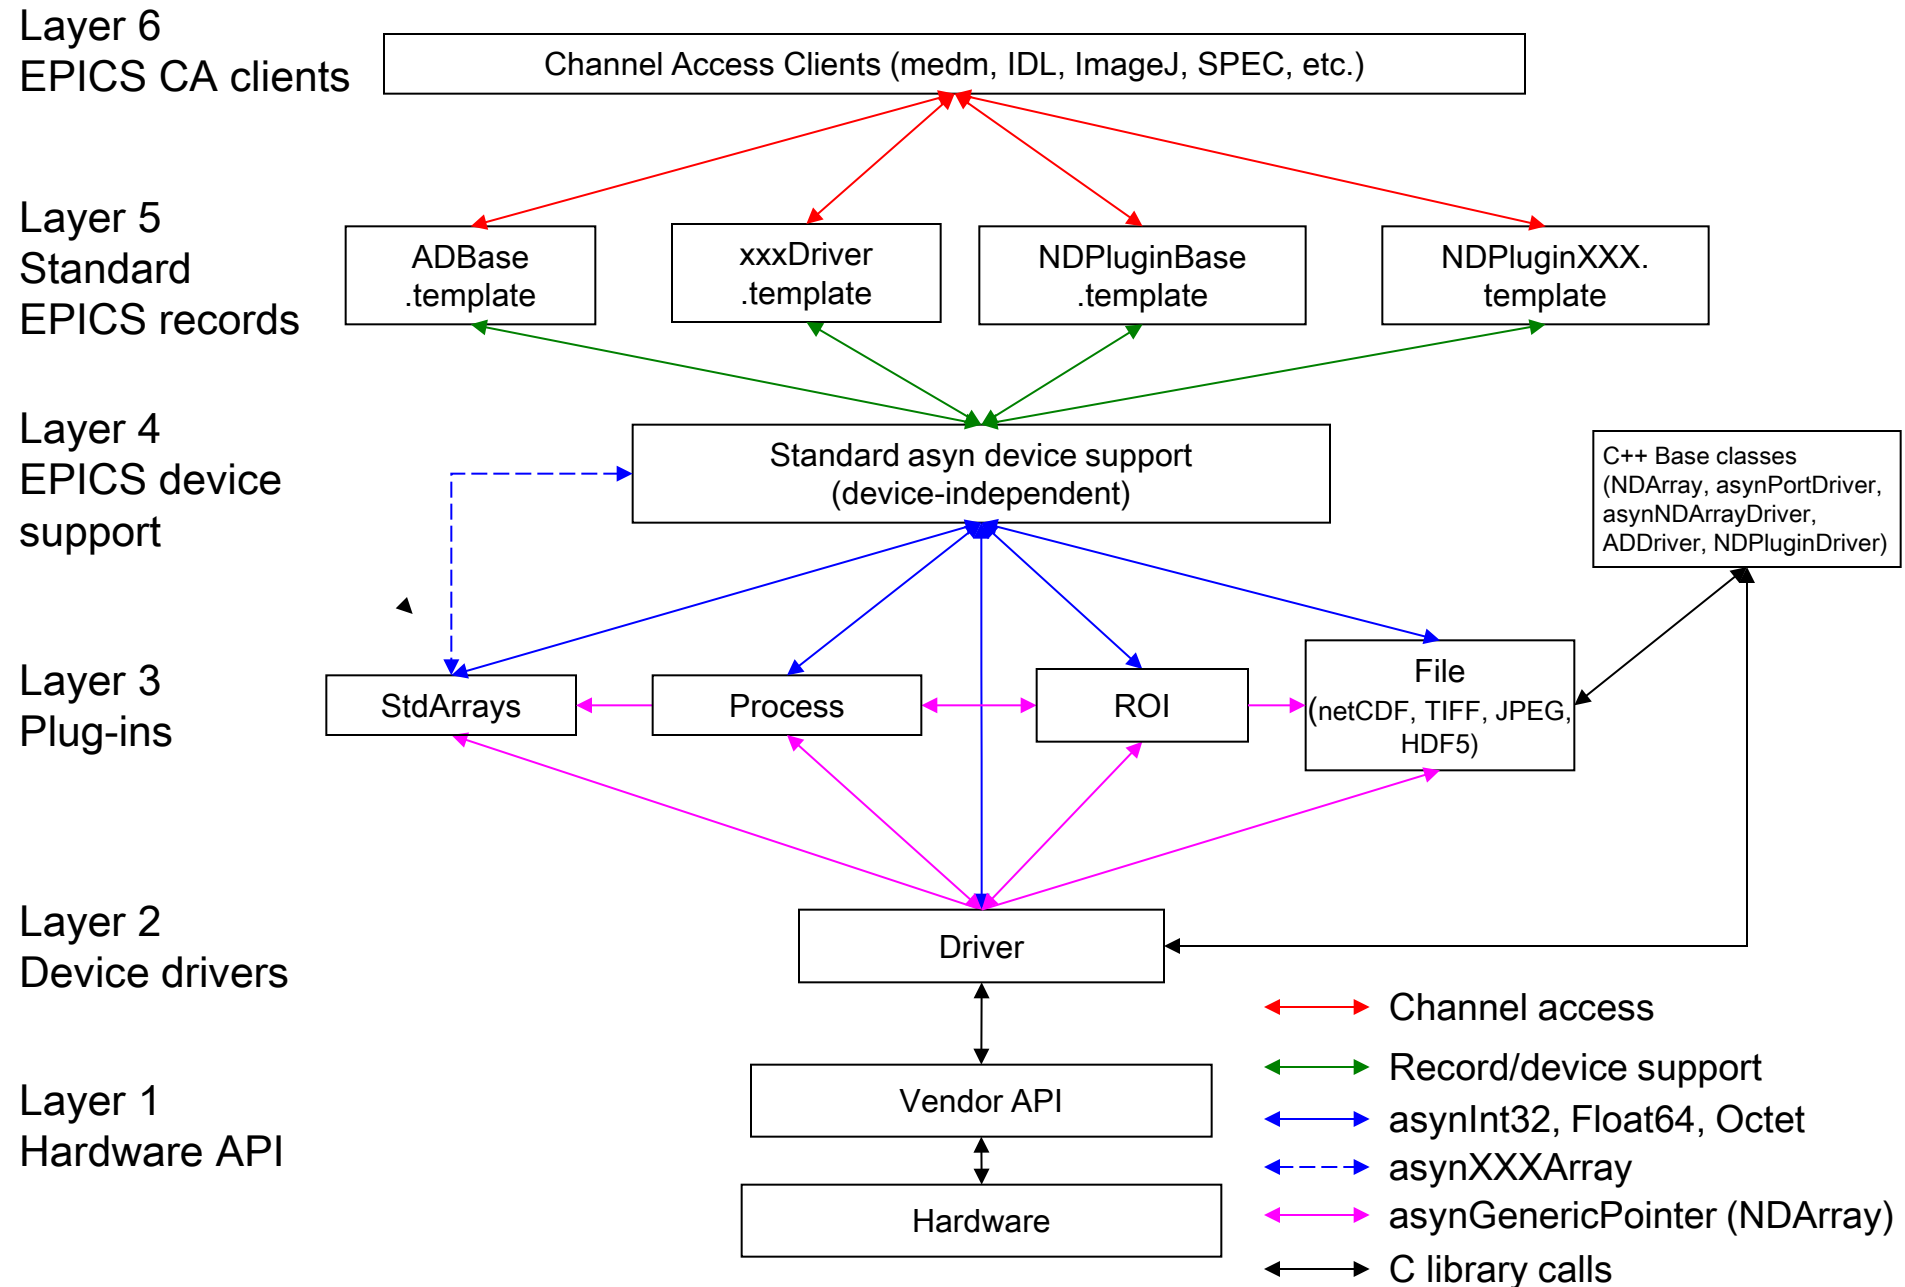 Layer 6
EPICS CA clients
Channel Access Clients (medm, IDL, ImageJ, SPEC, etc.)
Layer 5
Standard
EPICS records
ADBase
.template
xxxDriver
.template
NDPluginBase
.template
NDPluginXXX.
template
Layer 4
EPICS device
support
Standard asyn device support
(device-independent)
C++ Base classes
(NDArray, asynPortDriver,
asynNDArrayDriver,
ADDriver, NDPluginDriver)
Layer 3
Plug-ins
StdArrays
Process
ROI
File
(netCDF, TIFF, JPEG,
HDF5)
Layer 2
Device drivers
Driver
Layer 1
Hardware API
Vendor API
Hardware
Channel access
Record/device support
asynInt32, Float64, Octet
asynXXXArray
asynGenericPointer (NDArray)
C library calls